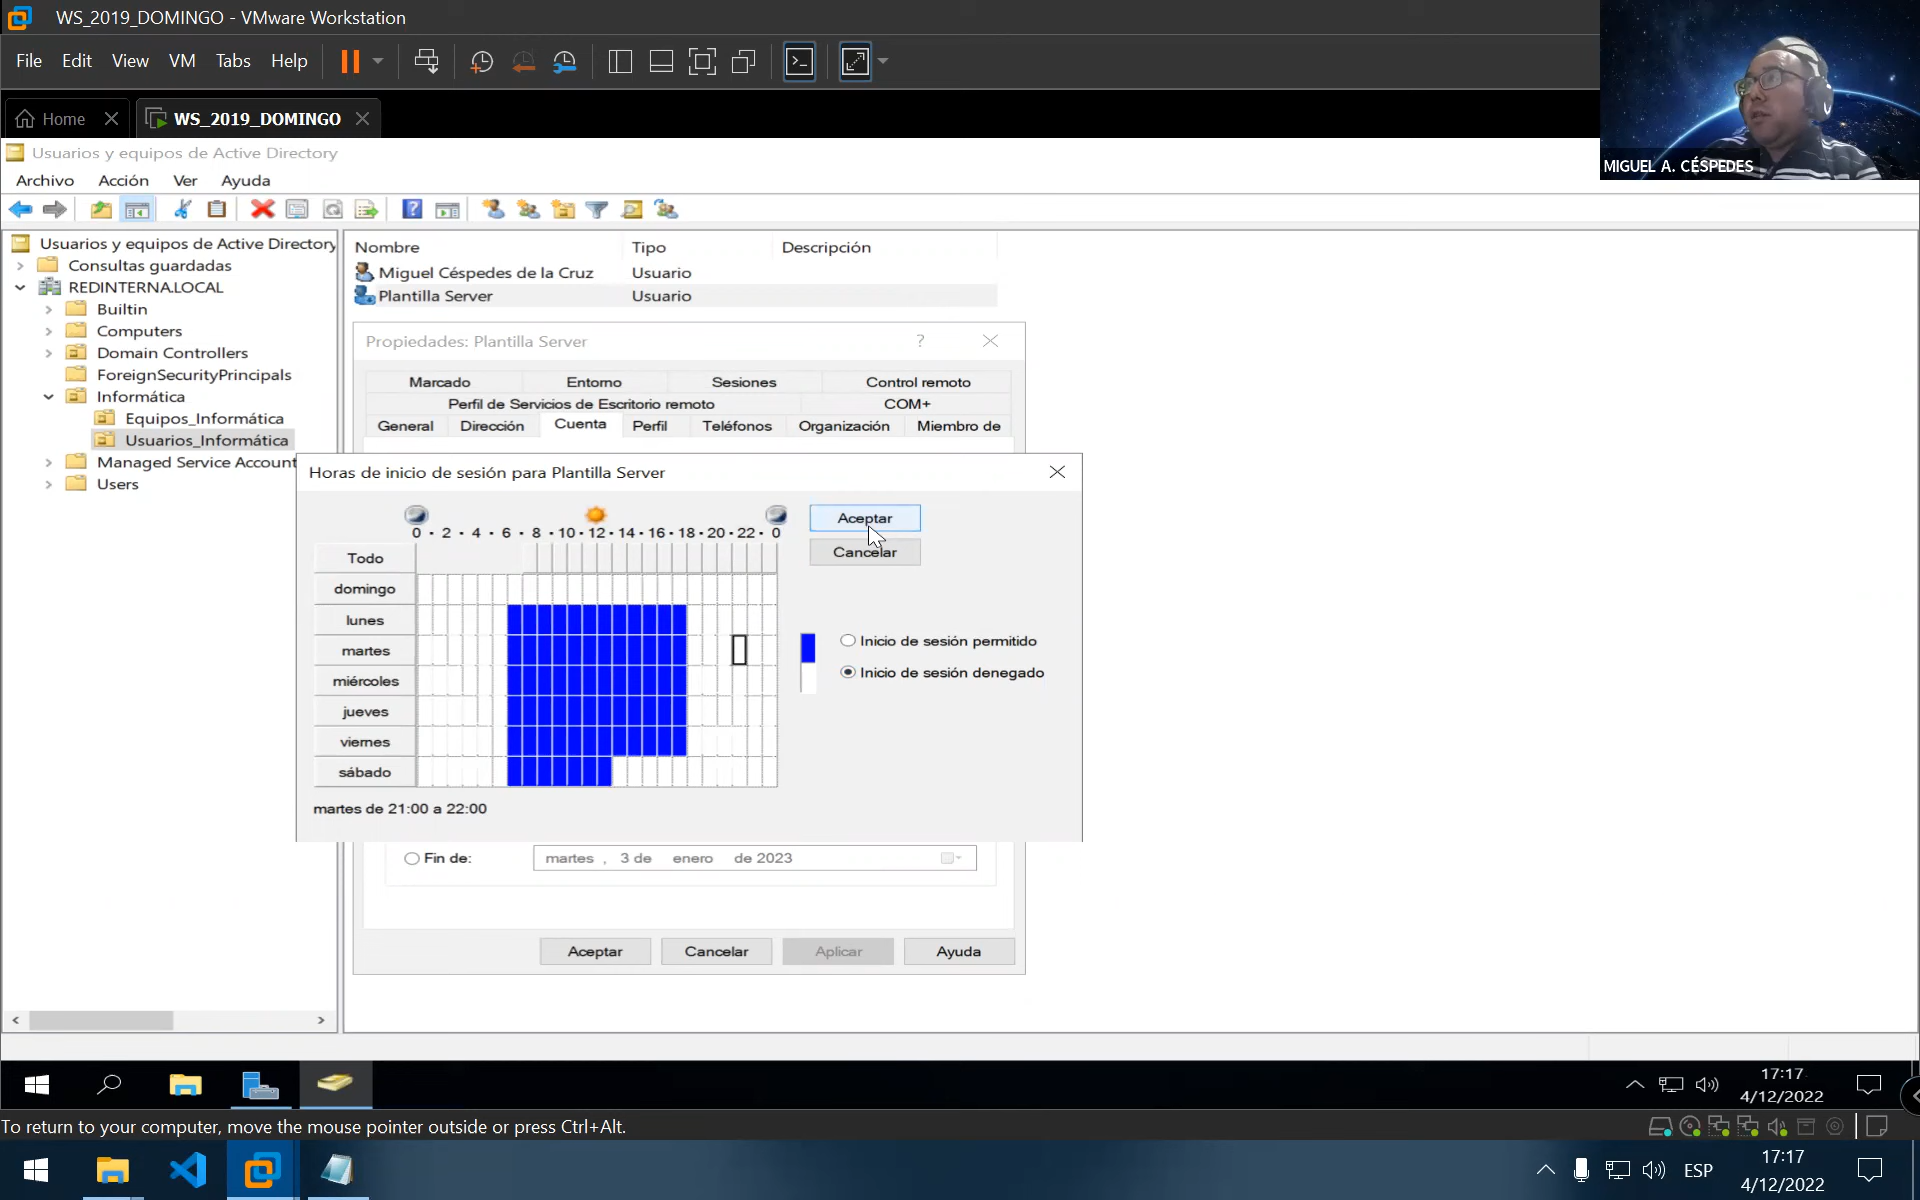 WS_2019_DOMINGO - VMware Workstation
File Edit View VM Tabs Help
Home WS_2019_DOMINGO
MIGUEL A. CÉSPEDES
Usuarios y equipos de Active Directory
Archivo Acción Ver Ayuda
Usuarios y equipos de Active Directory
Consultas guardadas
REDINTERNA.LOCAL
Builtin
Computers
Domain Controllers
ForeignSecurityPrincipals
Informática
Equipos_Informática
Usuarios_Informática
Managed Service Account
Users
Nombre Tipo Descripción
Miguel Céspedes de la Cruz Usuario
Plantilla Server Usuario
Propiedades: Plantilla Server ?
Marcado Entorno Sesiones Control remoto
Perfil de Servicios de Escritorio remoto COM+
General Dirección Cuenta Perfil Teléfonos Organización Miembro de
Horas de inicio de sesión para Plantilla Server
0 · 2 · 4 · 6 · 8 · 10 · 12 · 14 · 16 · 18 · 20 · 22 · 0
Todo
domingo
lunes
martes
miércoles
jueves
viernes
sábado
martes de 21:00 a 22:00
Aceptar
Cancelar
Inicio de sesión permitido
Inicio de sesión denegado
Fin de: martes , 3 de enero de 2023
Aceptar Cancelar Aplicar Ayuda
17:17
4/12/2022
To return to your computer, move the mouse pointer outside or press Ctrl+Alt.
ESP
17:17
4/12/2022